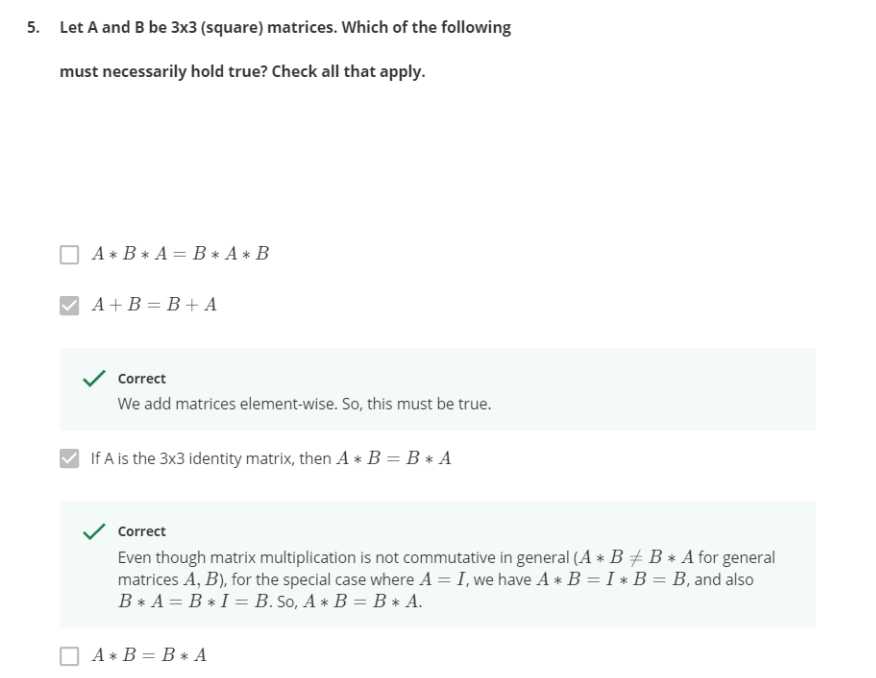 5. Let A and B be 3x3 (square) matrices. Which of the following
must necessarily hold true? Check all that apply.
A ∗ B ∗ A = B ∗ A ∗ B
A + B = B + A
Correct
We add matrices element-wise. So, this must be true.
If A is the 3x3 identity matrix, then A ∗ B = B ∗ A
Correct
Even though matrix multiplication is not commutative in general (A ∗ B ≠ B ∗ A for general
matrices A, B), for the special case where A = I, we have A ∗ B = I ∗ B = B, and also
B ∗ A = B ∗ I = B. So, A ∗ B = B ∗ A.
A ∗ B = B ∗ A